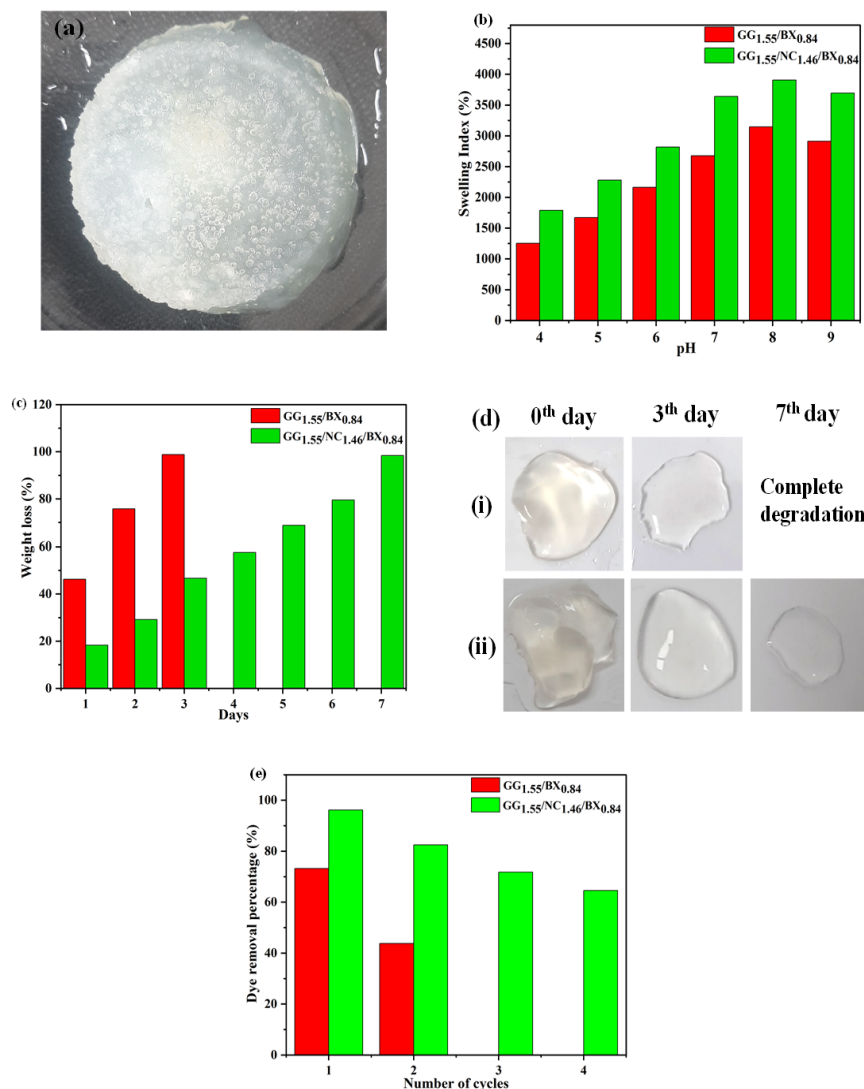 (a)
(b)
GG1.55/BX0.84
GG1.55/NC1.46/BX0.84
Swelling Index (%)
4500
4000
3500
3000
2500
2000
1500
1000
500
0
4 5 6 7 8 9
pH
(c)
GG1.55/BX0.84
GG1.55/NC1.46/BX0.84
Weight loss (%)
120
100
80
60
40
20
0
1 2 3 4 5 6 7
Days
(d) 0th day 3th day 7th day
(i)
Complete
degradation
(ii)
(e)
GG1.55/BX0.84
GG1.55/NC1.46/BX0.84
Dye removal percentage (%)
100
80
60
40
20
0
1 2 3 4
Number of cycles